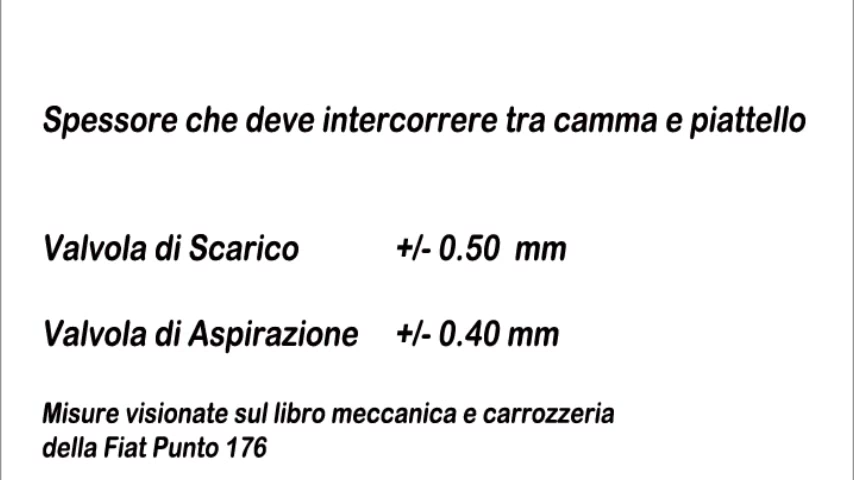 Spessore che deve intercorrere tra camma e piattello
Valvola di Scarico +/- 0.50 mm
Valvola di Aspirazione +/- 0.40 mm
Misure visionate sul libro meccanica e carrozzeria
della Fiat Punto 176